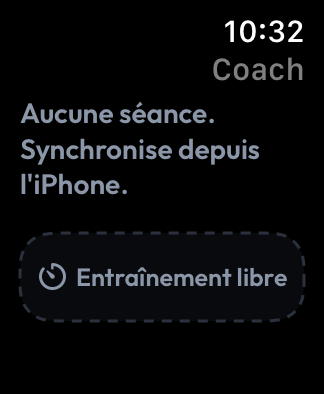 10:32
Coach
Aucune séance.
Synchronise depuis
l'iPhone.
Entraînement libre